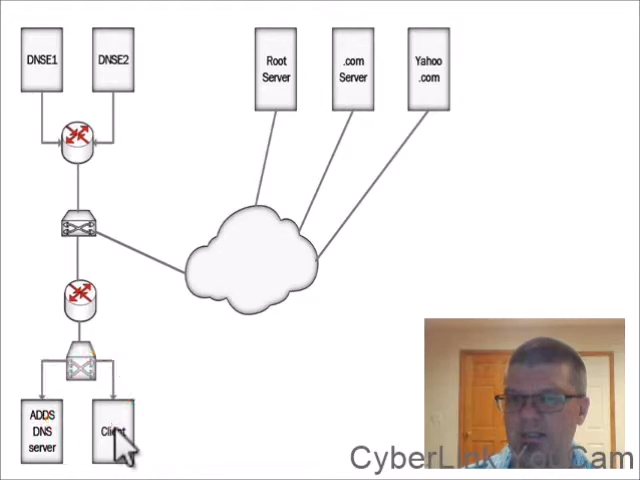 DNSE1
DNSE2
Root
Server
.com
Server
Yahoo
.com
ADDS
DNS
server
Client
CyberLink YouCam